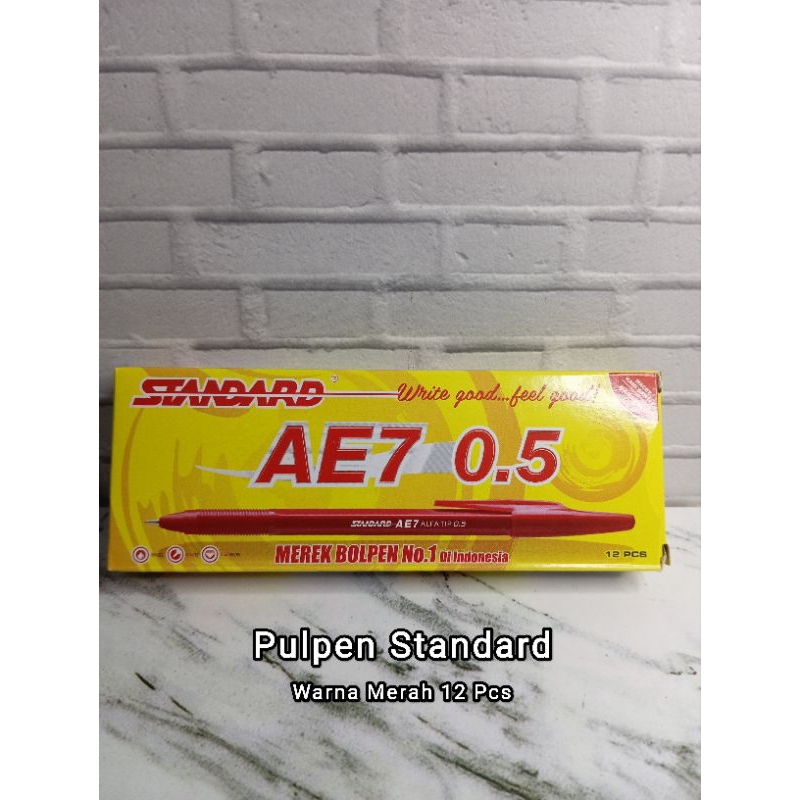 STANDARD
Write good...feel good!
AE7 0.5
STANDARD AE7 ALFA TIP 0.5
MEREK BOLPEN No.1 Di Indonesia
12 PCS
Pulpen Standard
Warna Merah 12 Pcs